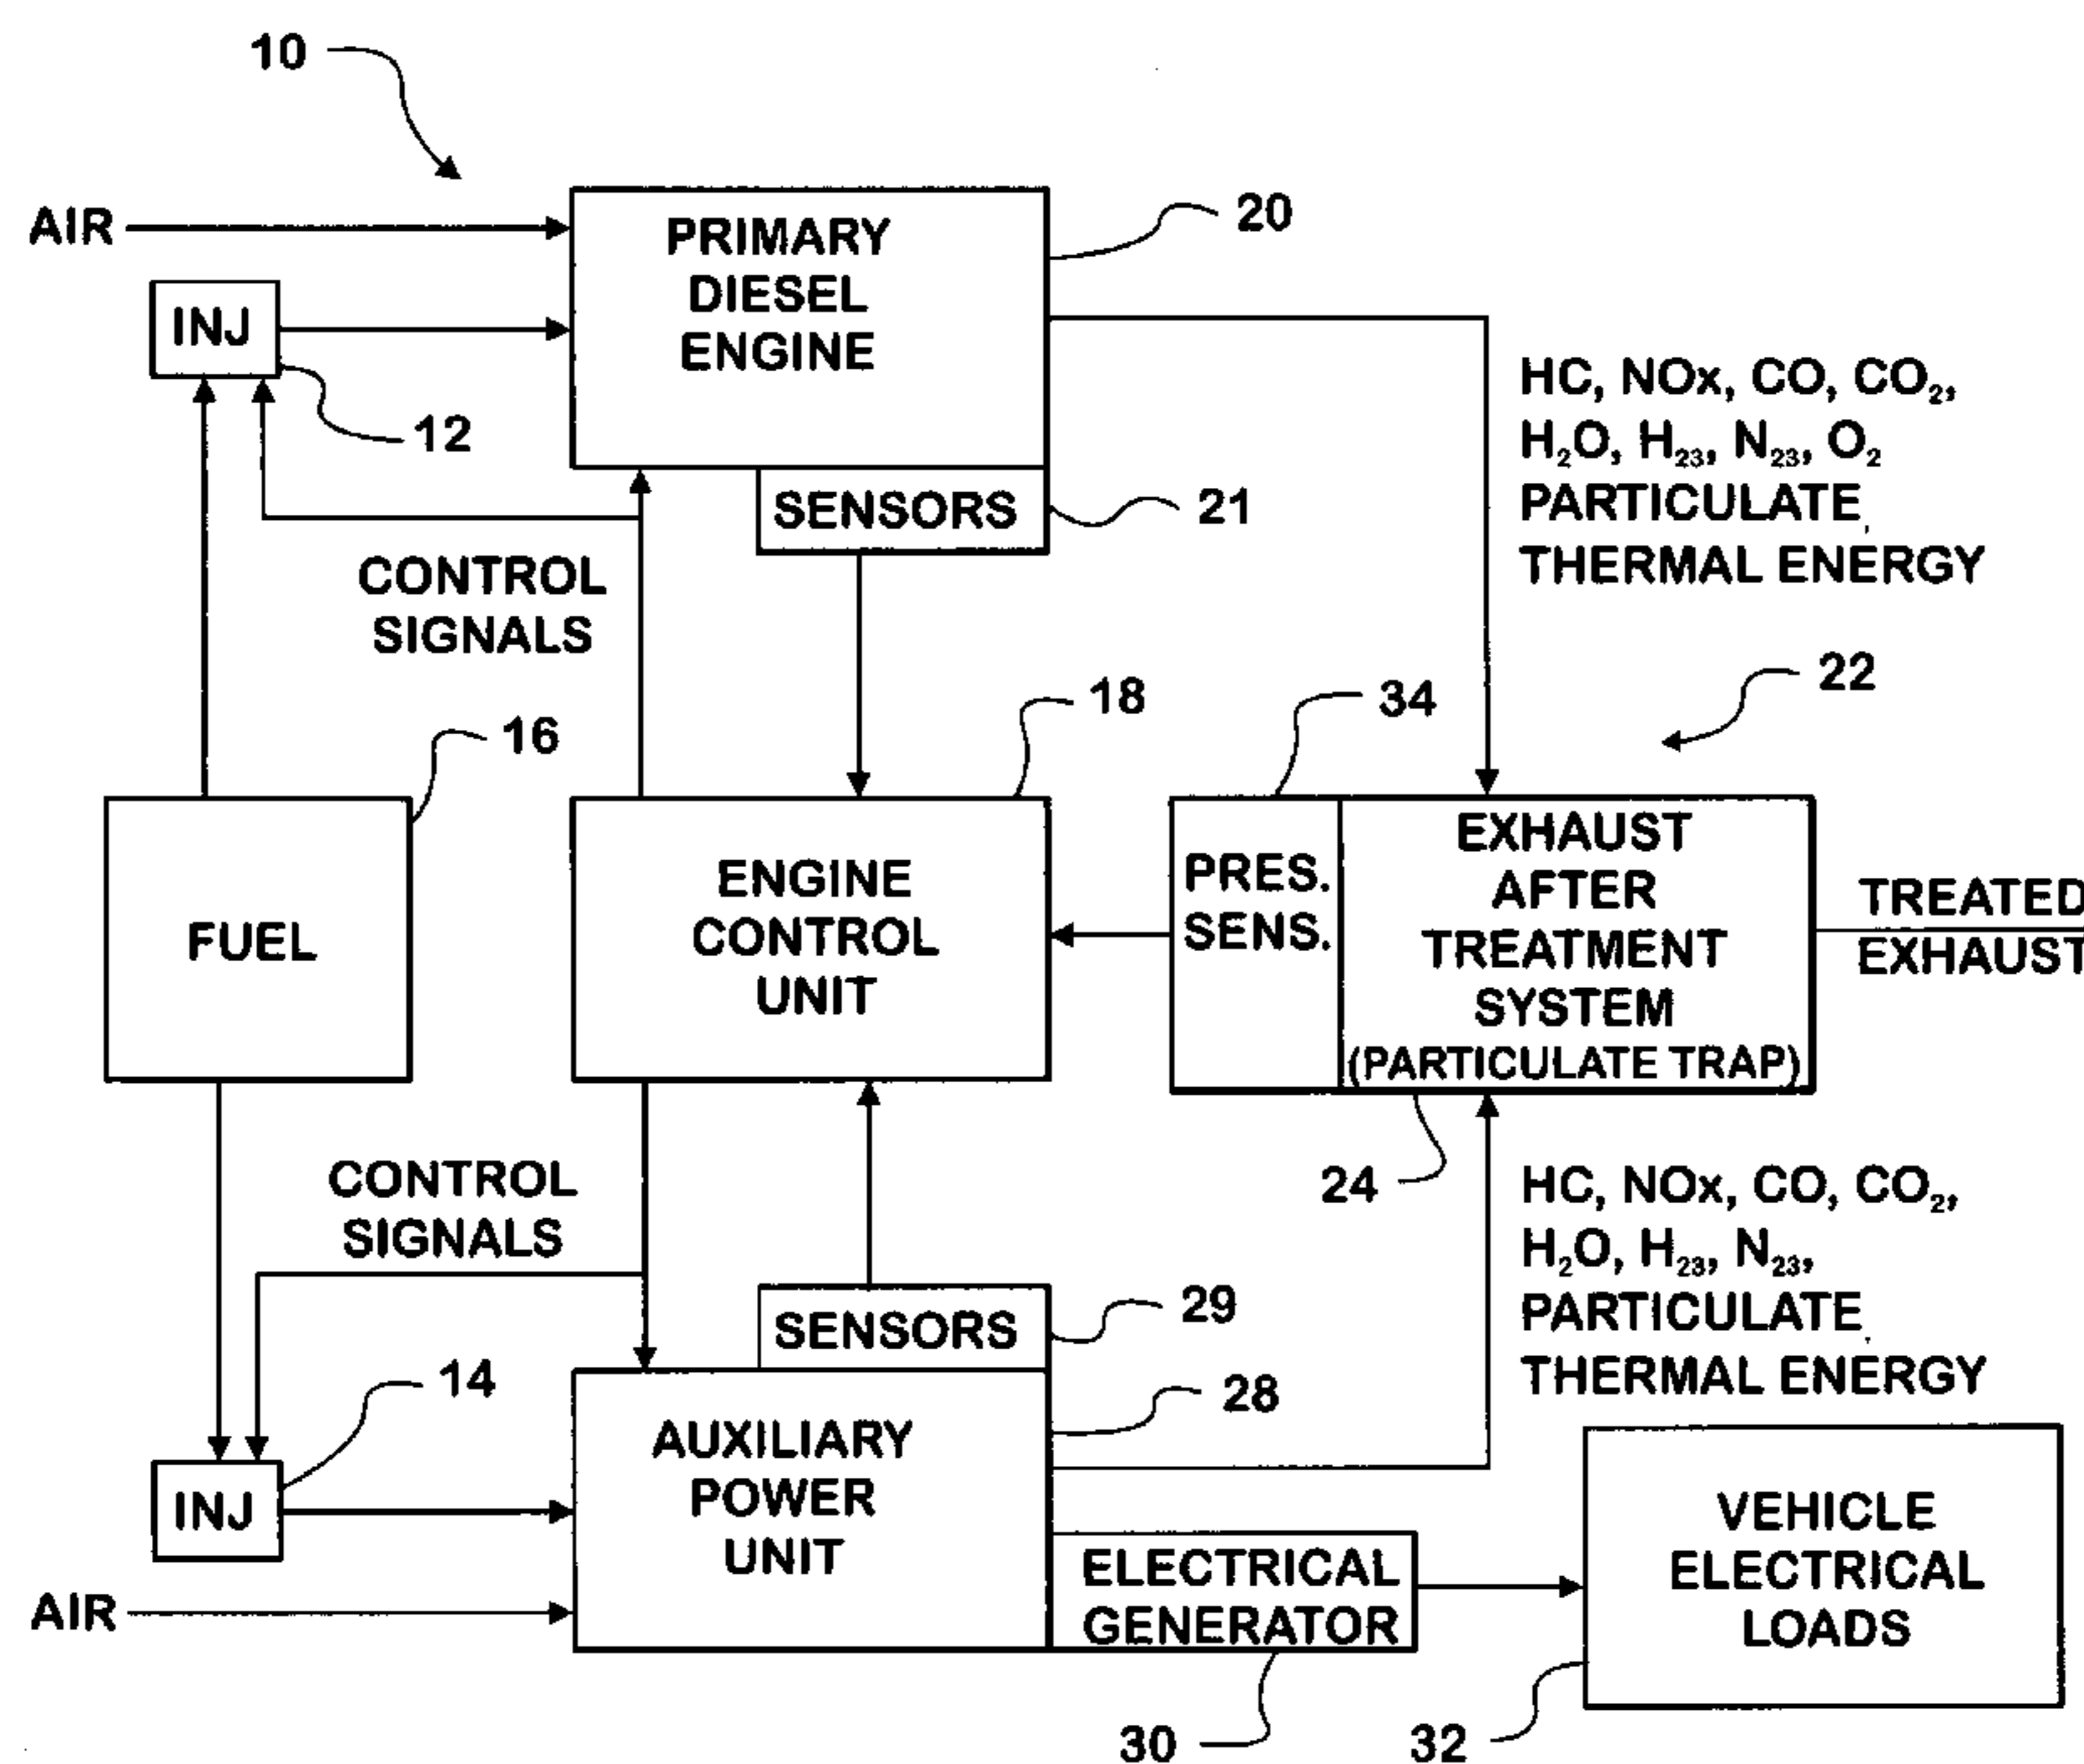 10
AIR
PRIMARY
DIESEL
ENGINE
20
INJ
12
HC, NOx, CO, CO₂,
H₂O, H₂₃, N₂₃, O₂
PARTICULATE
THERMAL ENERGY
SENSORS
21
CONTROL
SIGNALS
16
18
34
22
FUEL
ENGINE
CONTROL
UNIT
PRES.
SENS.
EXHAUST
AFTER
TREATMENT
SYSTEM
(PARTICULATE TRAP)
TREATED
EXHAUST
24
CONTROL
SIGNALS
HC, NOx, CO, CO₂,
H₂O, H₂₃, N₂₃,
PARTICULATE
THERMAL ENERGY
SENSORS
29
28
14
INJ
AUXILIARY
POWER
UNIT
AIR
ELECTRICAL
GENERATOR
VEHICLE
ELECTRICAL
LOADS
30
32